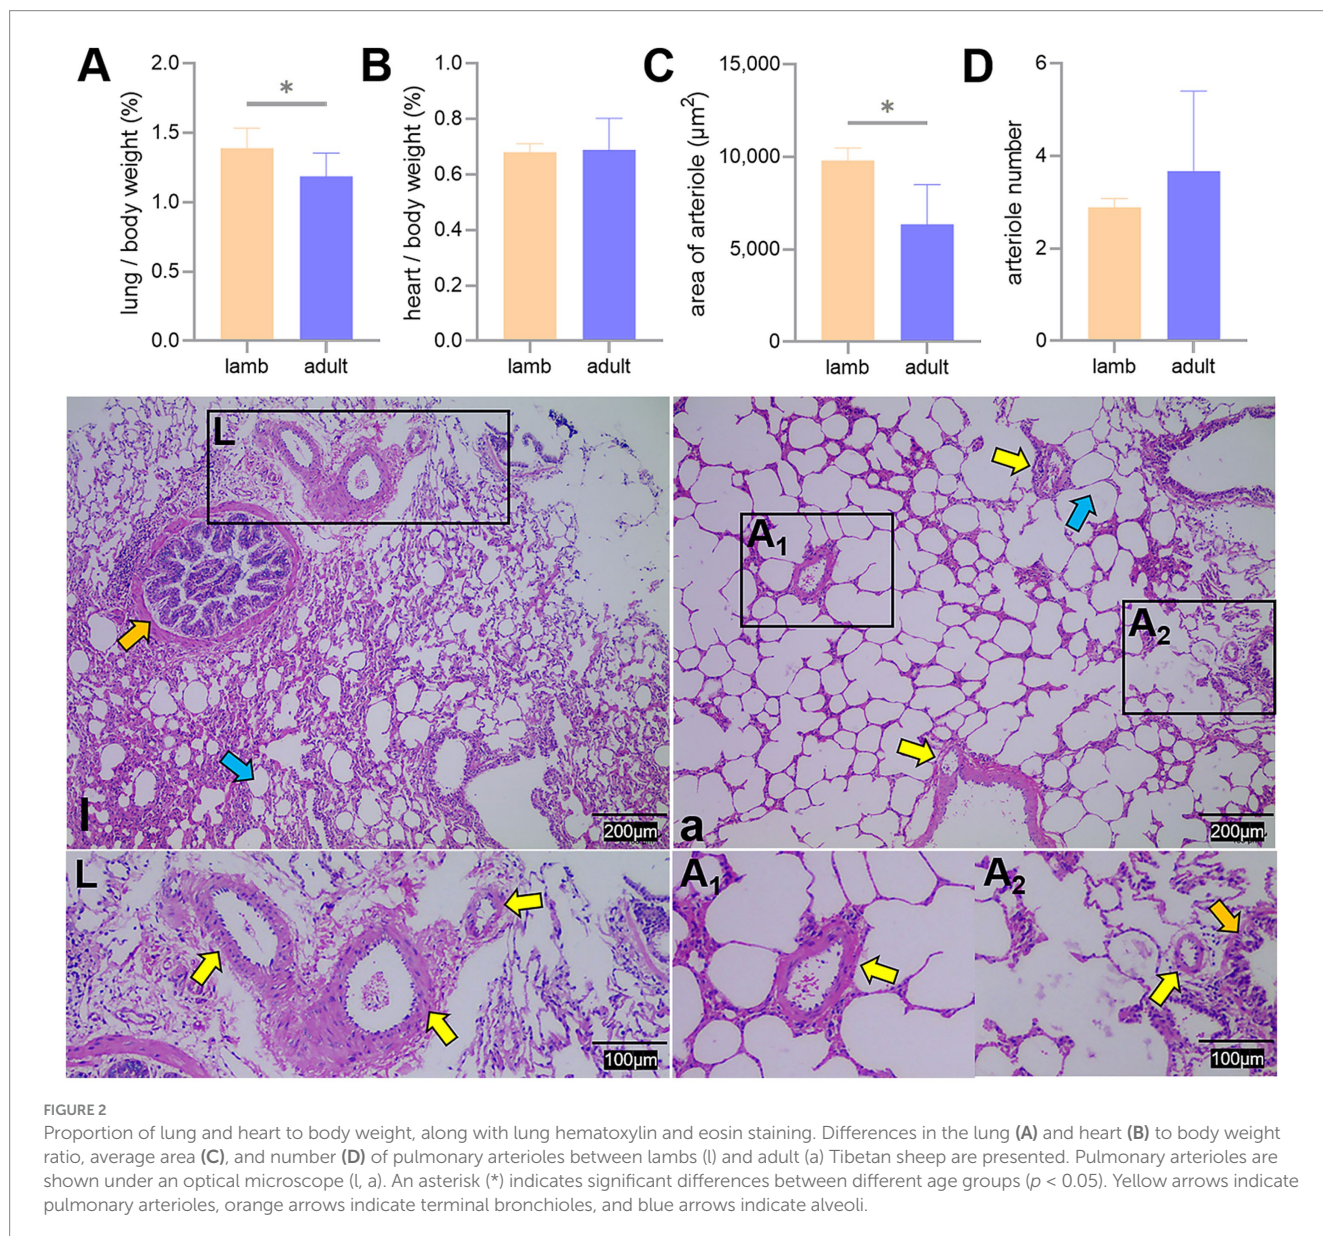 A
B
C
D
lung / body weight (%)
2.0
1.5
1.0
0.5
0.0
*
lamb
adult
heart / body weight (%)
1.0
0.8
0.6
0.4
0.2
0.0
lamb
adult
area of arteriole (µm²)
15,000
10,000
5,000
0
*
lamb
adult
arteriole number
6
4
2
0
lamb
adult
L
l
200µm
A₁
A₂
a
200µm
L
100µm
A₁
A₂
100µm
FIGURE 2
Proportion of lung and heart to body weight, along with lung hematoxylin and eosin staining. Differences in the lung (A) and heart (B) to body weight
ratio, average area (C), and number (D) of pulmonary arterioles between lambs (l) and adult (a) Tibetan sheep are presented. Pulmonary arterioles are
shown under an optical microscope (l, a). An asterisk (*) indicates significant differences between different age groups (p < 0.05). Yellow arrows indicate
pulmonary arterioles, orange arrows indicate terminal bronchioles, and blue arrows indicate alveoli.